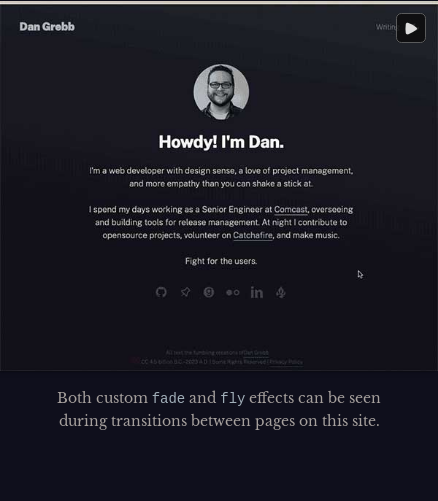 Dan Grebb
Howdy! I'm Dan.
I'm a web developer with design sense, a love of project management,
and more empathy than you can shake a stick at.
I spend my days working as a Senior Engineer at Comcast, overseeing
and building tools for release management. At night I contribute to
opensource projects, volunteer on Catchafire, and make music.
Fight for the users.
Both custom fade and fly effects can be seen
during transitions between pages on this site.